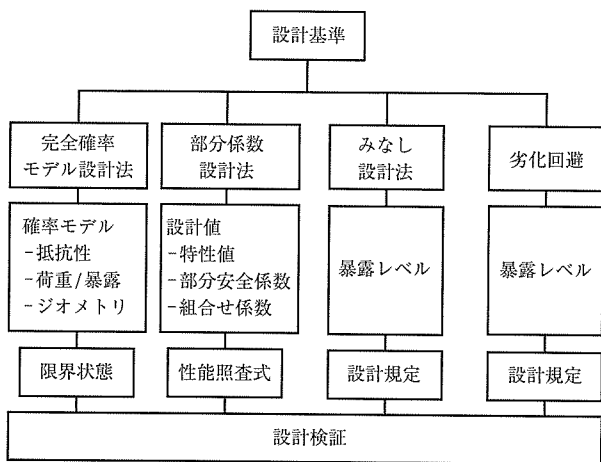 設計基準
完全確率
モデル設計法
部分係数
設計法
みなし
設計法
劣化回避
確率モデル
-抵抗性
-荷重/暴露
-ジオメトリ
設計値
-特性値
-部分安全係数
-組合せ係数
暴露レベル
暴露レベル
限界状態
性能照査式
設計規定
設計規定
設計検証